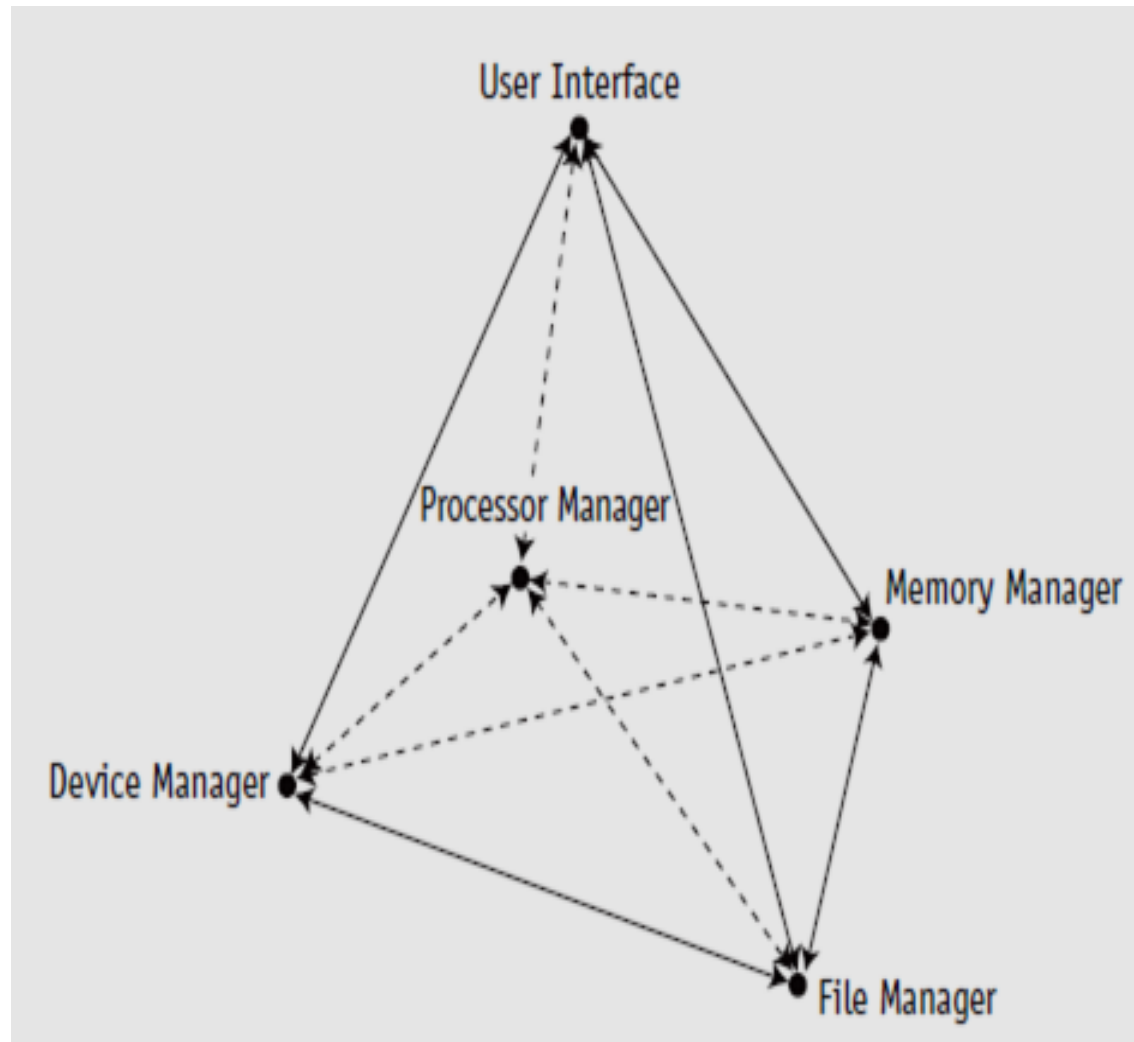 User Interface
Processor Manager
Memory Manager
Device Manager
File Manager